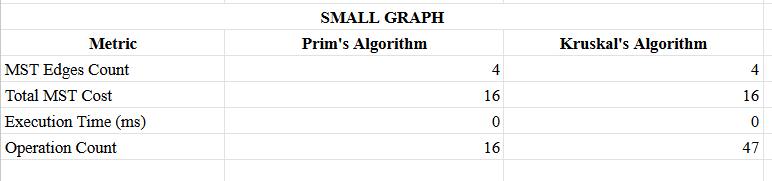 SMALL GRAPH
Metric Prim's Algorithm Kruskal's Algorithm
MST Edges Count 4 4
Total MST Cost 16 16
Execution Time (ms) 0 0
Operation Count 16 47